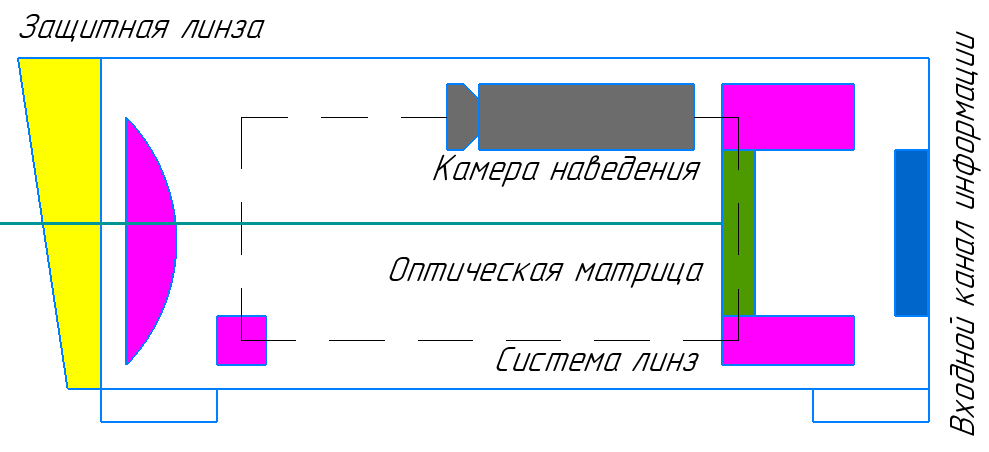 Защитная линза
Камера наведения
Оптическая матрица
Система линз
Входной канал информации